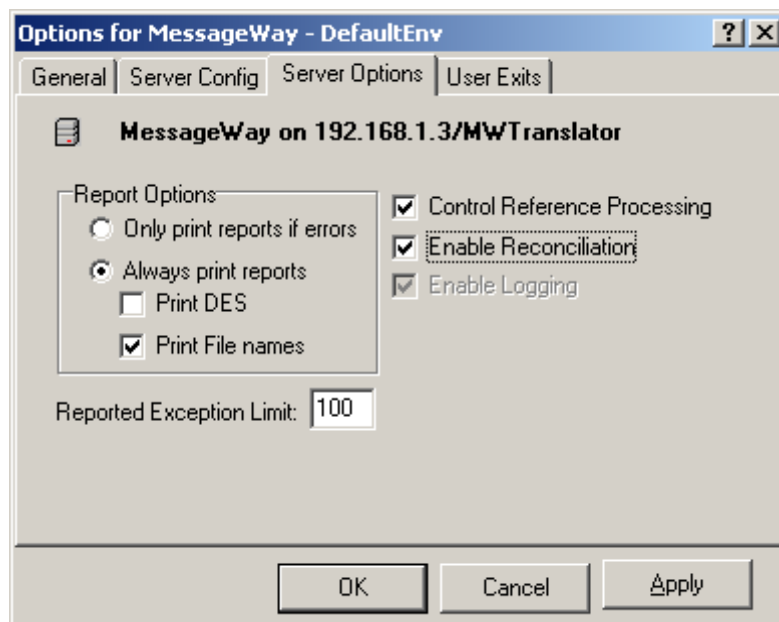 Options for MessageWay - DefaultEnv
General Server Config Server Options User Exits
MessageWay on 192.168.1.3/MWTranslator
Report Options
Only print reports if errors
Always print reports
Print DES
Print File names
Control Reference Processing
Enable Reconciliation
Enable Logging
Reported Exception Limit: 100
OK Cancel Apply